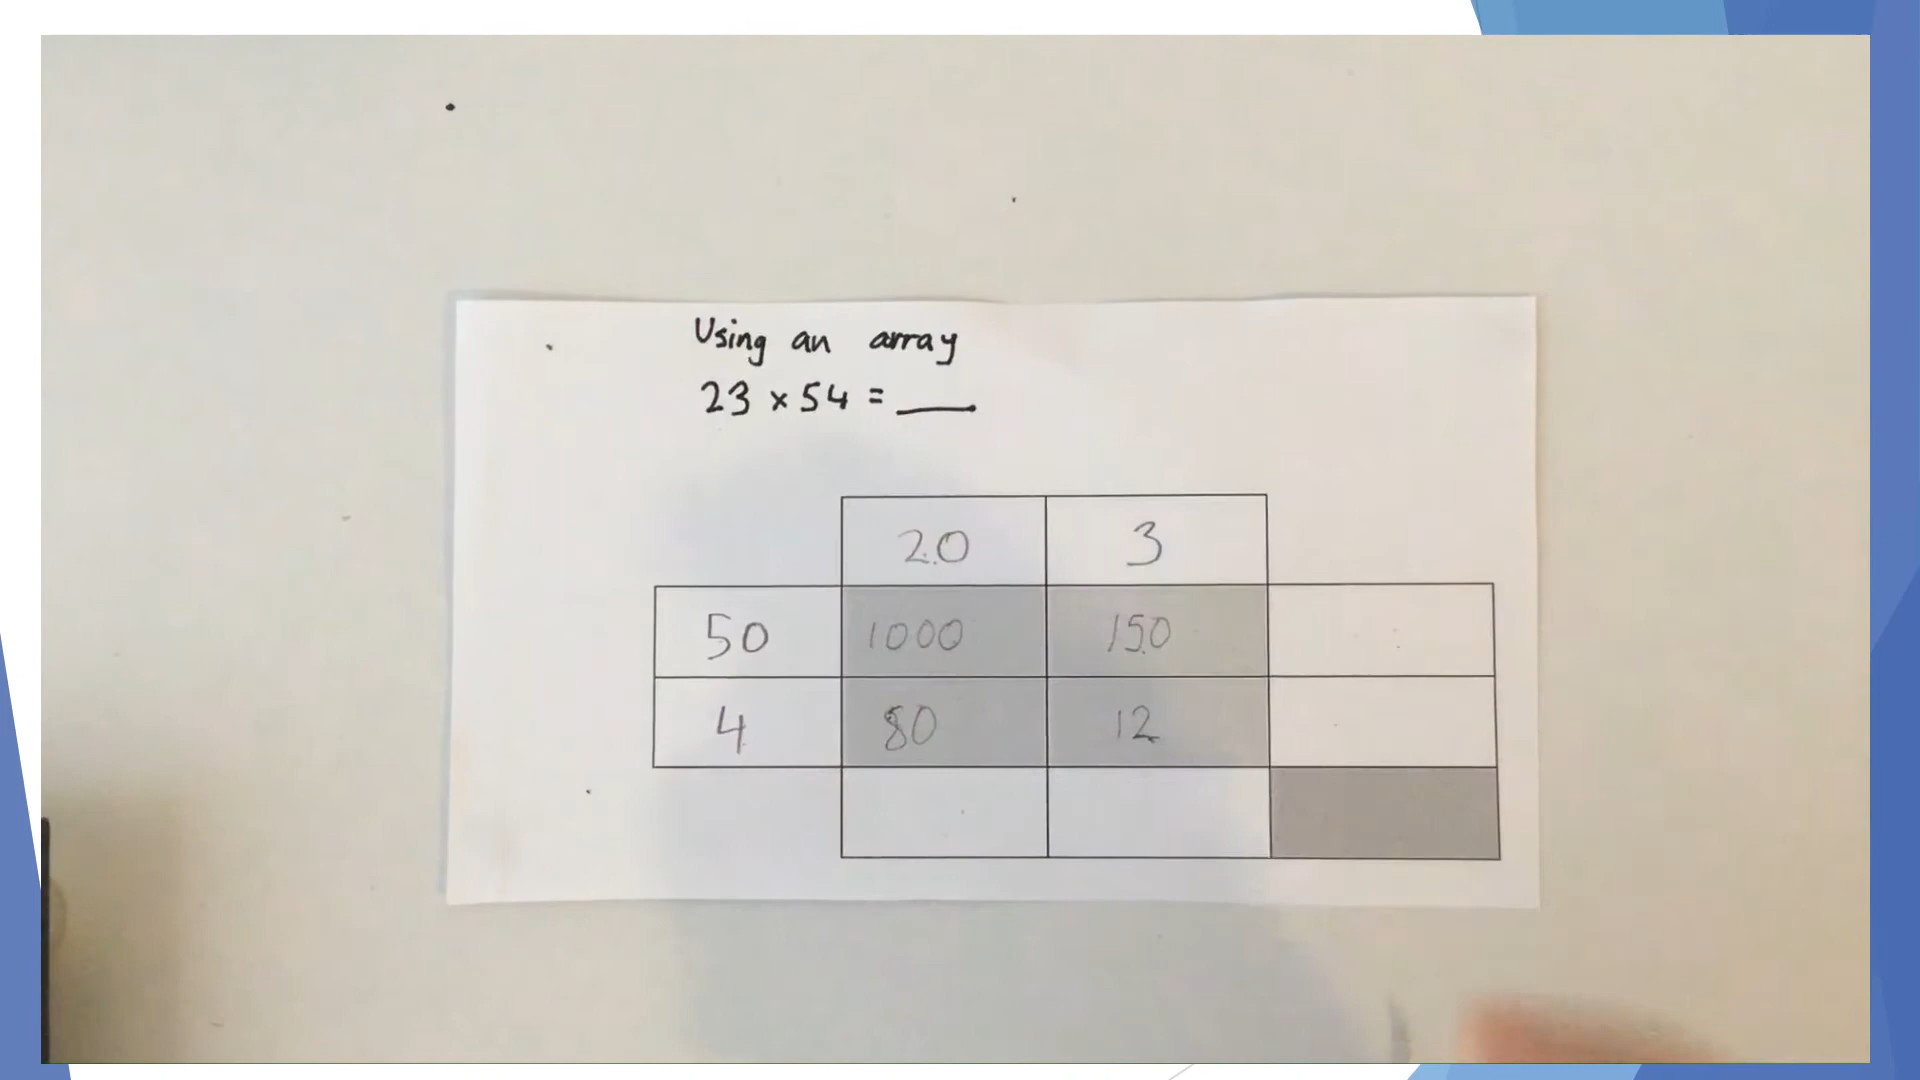 Using an array
23 × 54 = ___
20 3
50 1000 150
4 80 12